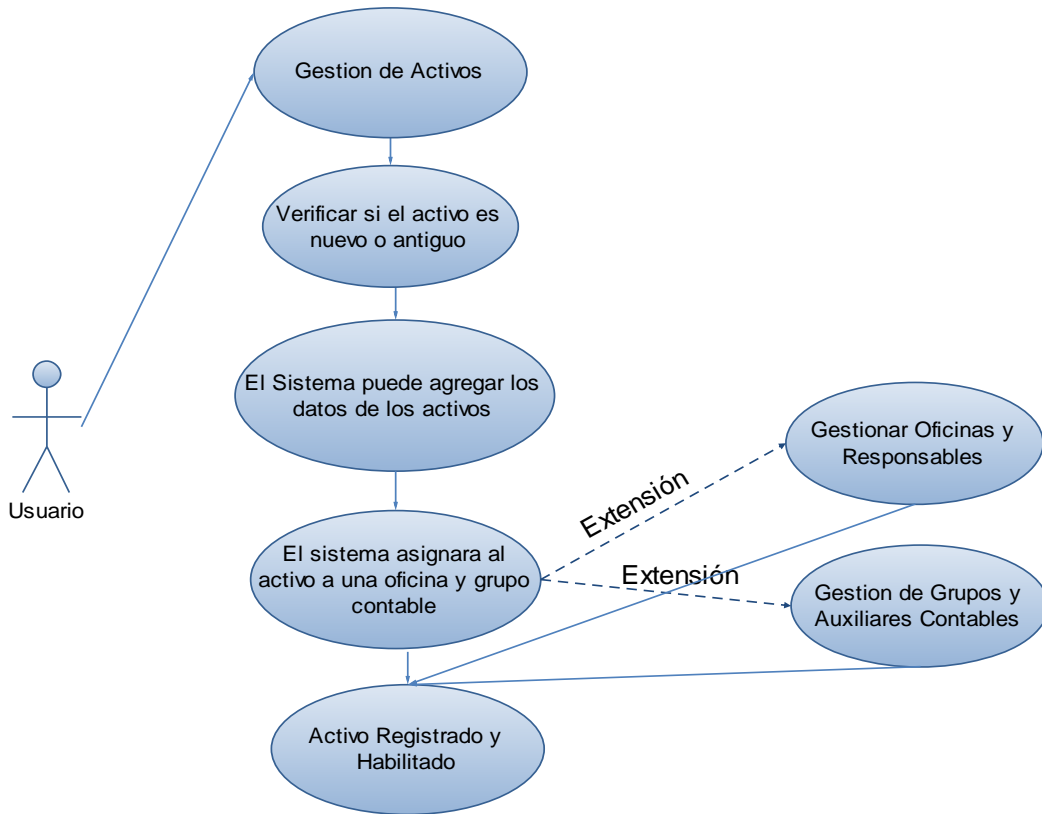 Gestion de Activos
Verificar si el activo es
nuevo o antiguo
El Sistema puede agregar los
datos de los activos
Usuario
Gestionar Oficinas y
Responsables
Extensión
El sistema asignara al
activo a una oficina y grupo
contable
Extensión
Gestion de Grupos y
Auxiliares Contables
Activo Registrado y
Habilitado